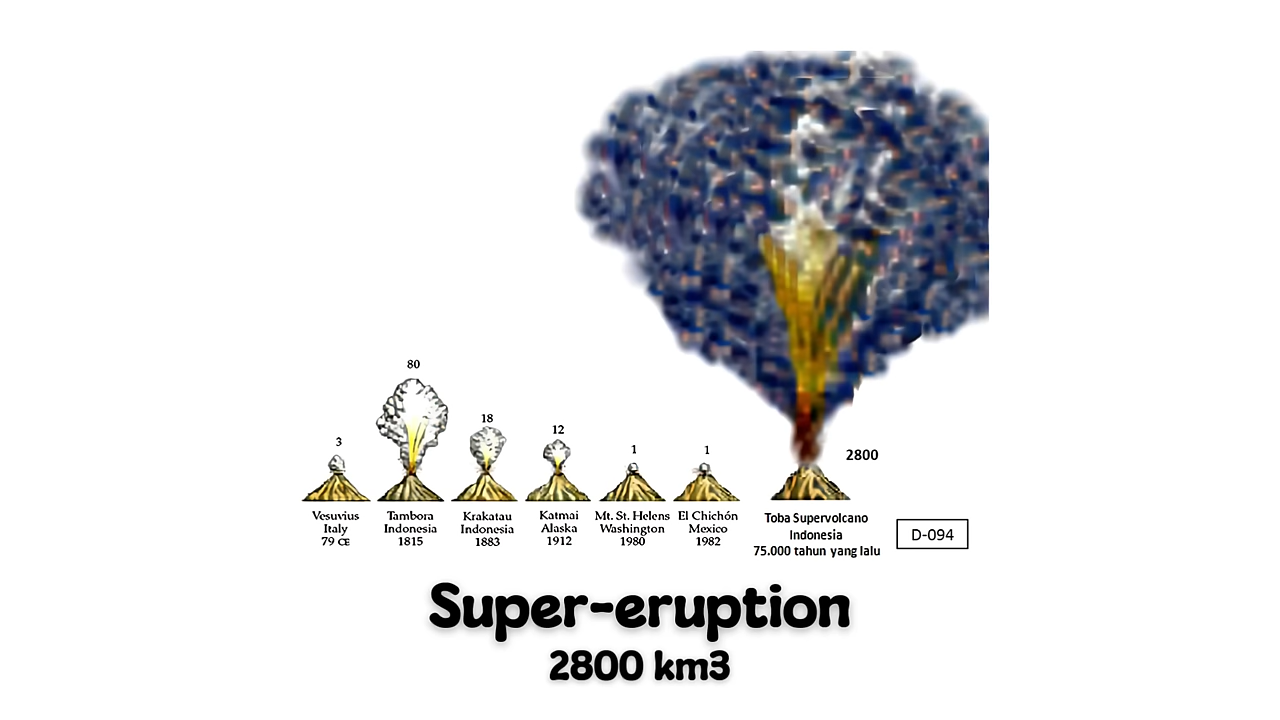 80
18
12
3
1
1
2800
Vesuvius
Italy
79 CE
Tambora
Indonesia
1815
Krakatau
Indonesia
1883
Katmai
Alaska
1912
Mt. St. Helens
Washington
1980
El Chichón
Mexico
1982
Toba Supervolcano
Indonesia
75.000 tahun yang lalu
D-094
Super-eruption
2800 km3